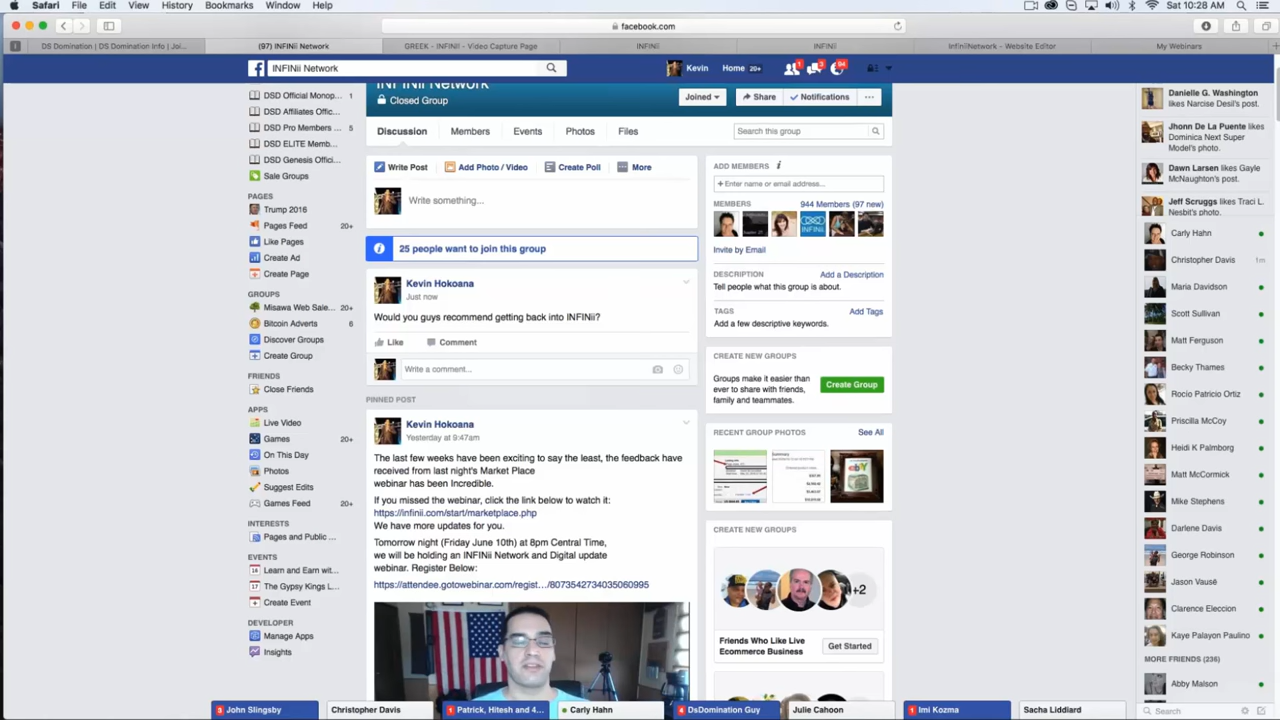 Safari File Edit View History Bookmarks Window Help
Sat 10:28 AM
facebook.com
DS Domination | DS Domination Info | Joi...
(97) INFINii Network
GREEK - INFINii - Video Capture Page
INFINii
INFINii
InfiniiNetwork - Website Editor
My Webinars
INFINii Network
Kevin
Home 20+
1
3
94
DSD Official Monop... 1
DSD Affiliates Offic...
DSD Pro Members ... 5
DSD ELITE Memb...
DSD Genesis Offici...
Sale Groups
PAGES
Trump 2016
Pages Feed 20+
Like Pages
Create Ad
Create Page
GROUPS
Misawa Web Sale... 20+
Bitcoin Adverts 6
Discover Groups
Create Group
FRIENDS
Close Friends
APPS
Live Video
Games 20+
On This Day
Photos
Suggest Edits
Games Feed 20+
INTERESTS
Pages and Public ...
EVENTS
16 Learn and Earn wit...
17 The Gypsy Kings L...
Create Event
DEVELOPER
Manage Apps
Insights
INFINii Network
Closed Group
Joined
Share
Notifications
Discussion Members Events Photos Files
Search this group
Write Post Add Photo / Video Create Poll More
Write something...
25 people want to join this group
Kevin Hokoana
Just now
Would you guys recommend getting back into INFINii?
Like Comment
Write a comment...
PINNED POST
Kevin Hokoana
Yesterday at 9:47am
The last few weeks have been exciting to say the least, the feedback have
received from last night's Market Place
webinar has been Incredible.
If you missed the webinar, click the link below to watch it:
https://infinii.com/start/marketplace.php
We have more updates for you.
Tomorrow night (Friday June 10th) at 8pm Central Time,
we will be holding an INFINii Network and Digital update
webinar. Register Below:
https://attendee.gotowebinar.com/regist.../8073542734035060995
ADD MEMBERS
+ Enter name or email address...
MEMBERS 944 Members (97 new)
INFINii
Invite by Email
DESCRIPTION Add a Description
Tell people what this group is about.
TAGS Add Tags
Add a few descriptive keywords.
CREATE NEW GROUPS
Groups make it easier than
ever to share with friends,
family and teammates.
Create Group
RECENT GROUP PHOTOS See All
ebay
CREATE NEW GROUPS
+2
Friends Who Like Live
Ecommerce Business
Get Started
Danielle G. Washington
likes Narcise Desil's post.
Jhonn De La Puente likes
Dominica Next Super
Model's photo.
Dawn Larsen likes Gayle
McNaughton's post.
Jeff Scruggs likes Traci L.
Nesbit's photo.
Carly Hahn
Christopher Davis 1m
Maria Davidson
Scott Sullivan
Matt Ferguson
Becky Thames
Rocío Patricio Ortiz
Priscilla McCoy
Heidi K Palmborg
Matt McCormick
Mike Stephens
Darlene Davis
George Robinson
Jason Vausé
Clarence Eleccion
Kaye Palayon Paulino
MORE FRIENDS (236)
Abby Malson
Search
3 John Slingsby
Christopher Davis
1 Patrick, Hitesh and 4...
Carly Hahn
4 DsDomination Guy
Julie Cahoon
1 Imi Kozma
Sacha Liddiard